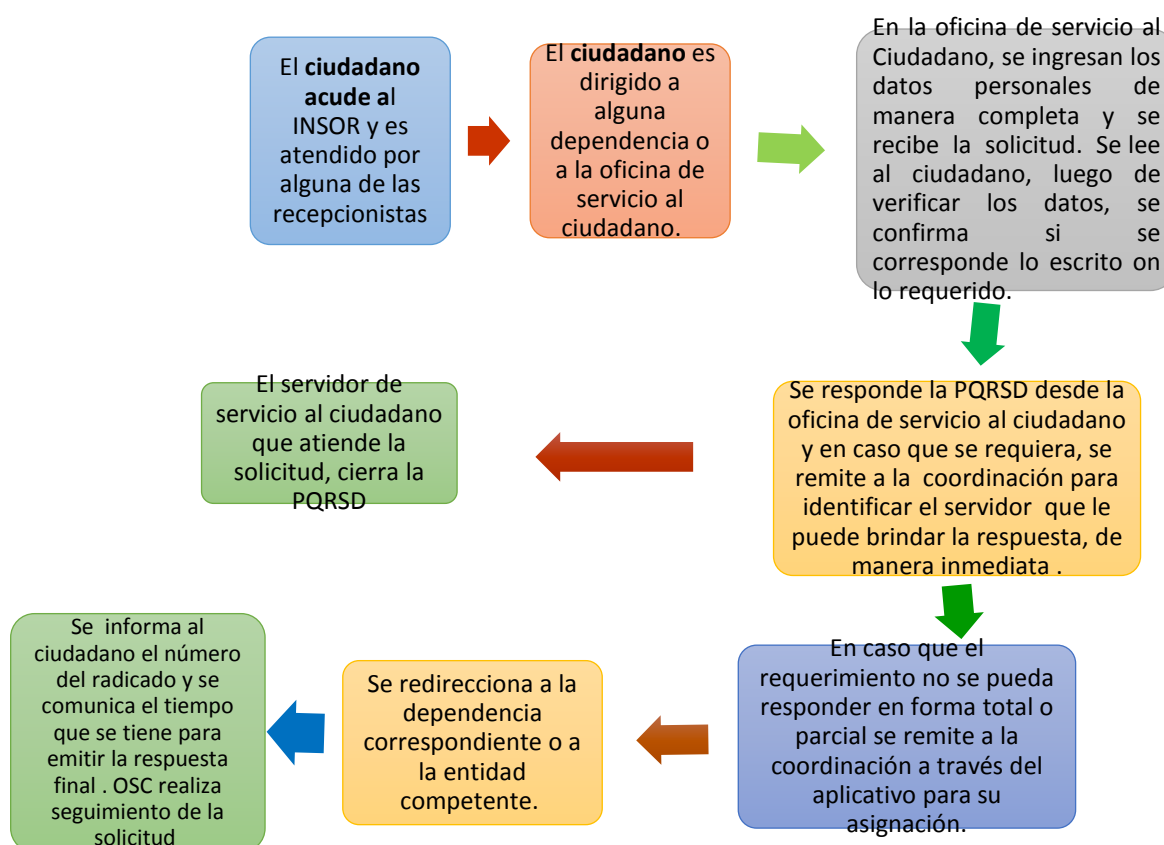 El ciudadano
acude al
INSOR y es
atendido por
alguna de las
recepcionistas
El ciudadano es
dirigido a
alguna
dependencia o
a la oficina de
servicio al
ciudadano.
En la oficina de servicio al
Ciudadano, se ingresan los
datos personales de
manera completa y se
recibe la solicitud. Se lee
al ciudadano, luego de
verificar los datos, se
confirma si se
corresponde lo escrito on
lo requerido.
Se responde la PQRSD desde la
oficina de servicio al ciudadano
y en caso que se requiera, se
remite a la coordinación para
identificar el servidor que le
puede brindar la respuesta, de
manera inmediata .
El servidor de
servicio al ciudadano
que atiende la
solicitud, cierra la
PQRSD
En caso que el
requerimiento no se pueda
responder en forma total o
parcial se remite a la
coordinación a través del
aplicativo para su
asignación.
Se redirecciona a la
dependencia
correspondiente o a
la entidad
competente.
Se informa al
ciudadano el número
del radicado y se
comunica el tiempo
que se tiene para
emitir la respuesta
final . OSC realiza
seguimiento de la
solicitud